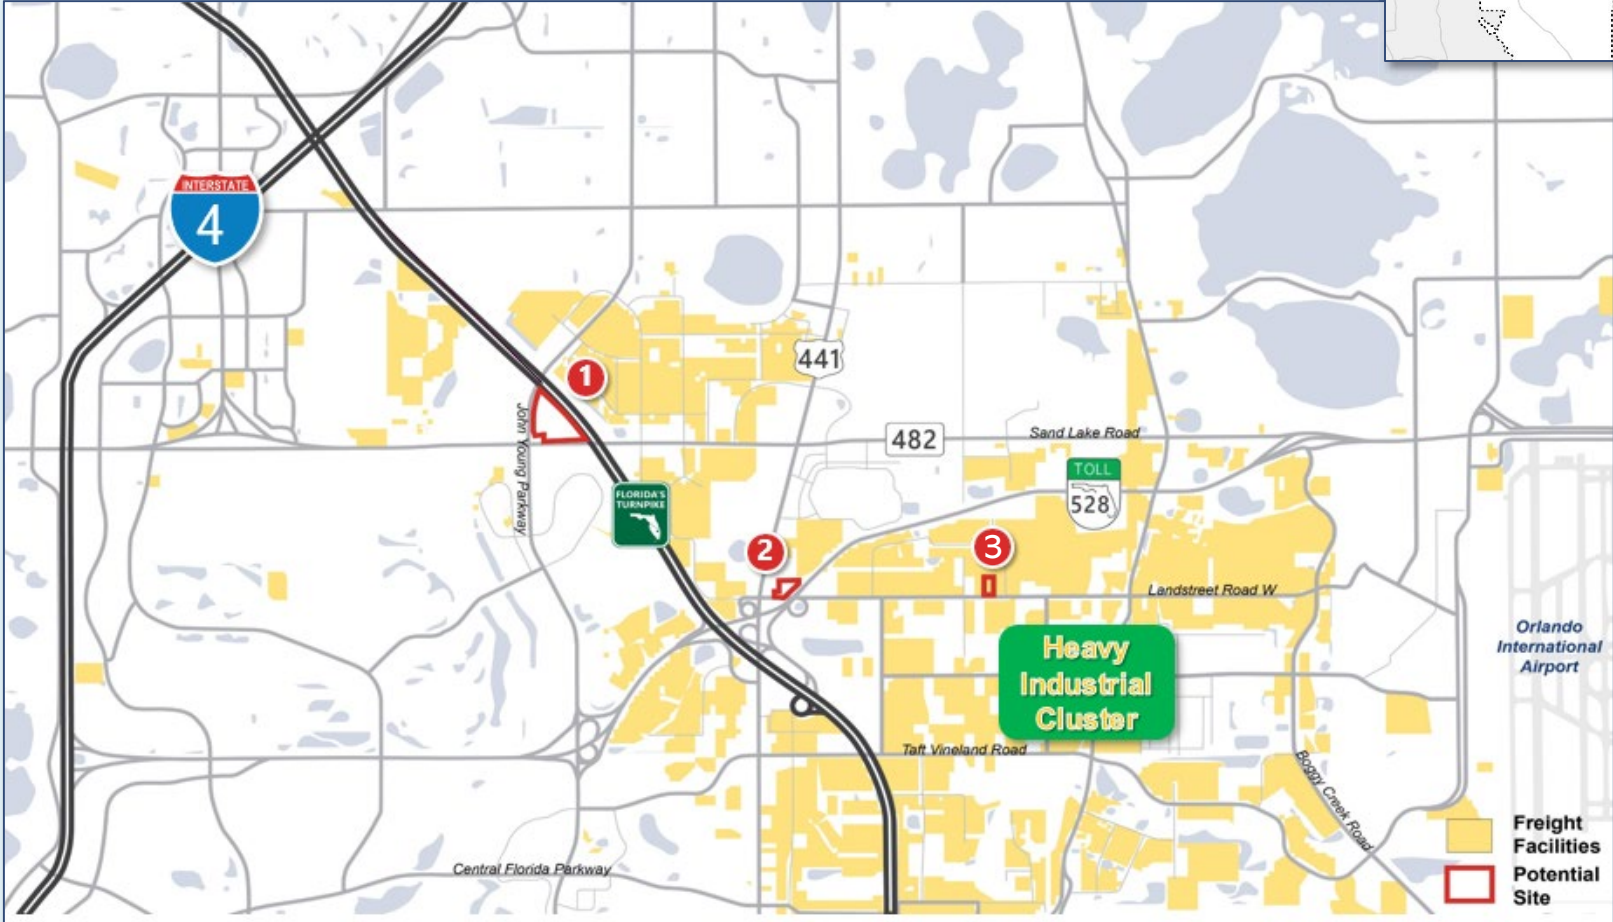 INTERSTATE
4
441
1
John Young Parkway
482
Sand Lake Road
TOLL
528
FLORIDA'S
TURNPIKE
2
3
Landstreet Road W
Orlando
International
Airport
Heavy
Industrial
Cluster
Taft Vineland Road
Boggy Creek Road
Central Florida Parkway
Freight
Facilities
Potential
Site